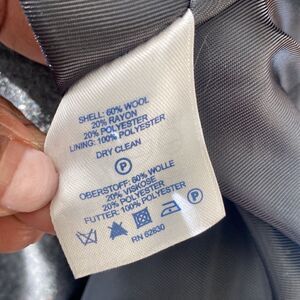 SHELL: 60% WOOL
20% RAYON
20% POLYESTER
LINING: 100% POLYESTER
DRY CLEAN
P
OBERSTOFF: 60% WOLLE
20% VISKOSE
20% POLYESTER
FUTTER: 100% POLYESTER
RN 62630